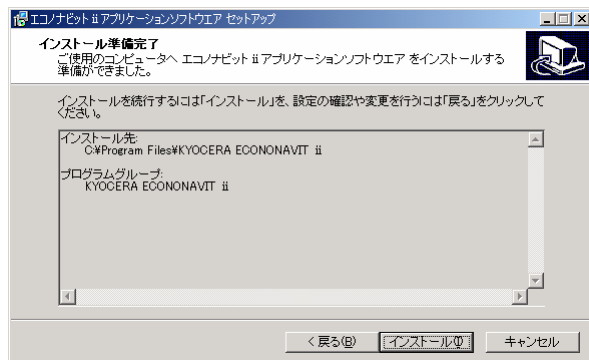 エコノナビット ii アプリケーションソフトウエア セットアップ
インストール準備完了
ご使用のコンピュータへ エコノナビット ii アプリケーションソフトウエア をインストールする
準備ができました。
インストールを続行するには「インストール」を、設定の確認や変更を行うには「戻る」をクリックして
ください。
インストール先:
C:¥Program Files¥KYOCERA ECONONAVIT ii
プログラムグループ:
KYOCERA ECONONAVIT ii
< 戻る(B)
インストール(I)
キャンセル